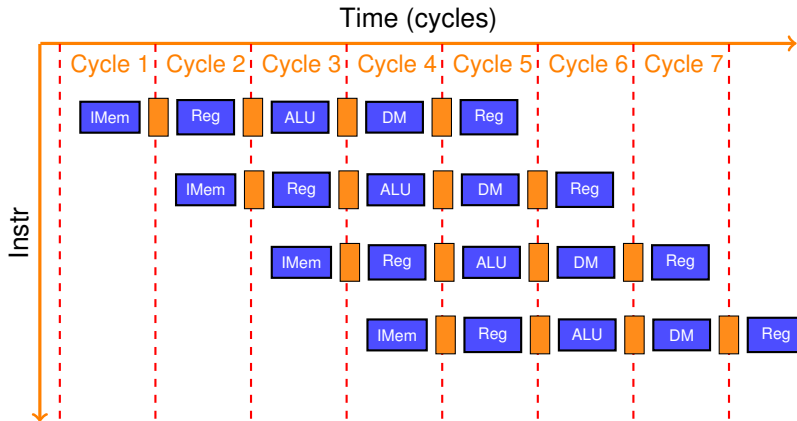 Time (cycles)
Cycle 1 Cycle 2 Cycle 3 Cycle 4 Cycle 5 Cycle 6 Cycle 7
Instr
IMem Reg ALU DM Reg
IMem Reg ALU DM Reg
IMem Reg ALU DM Reg
IMem Reg ALU DM Reg